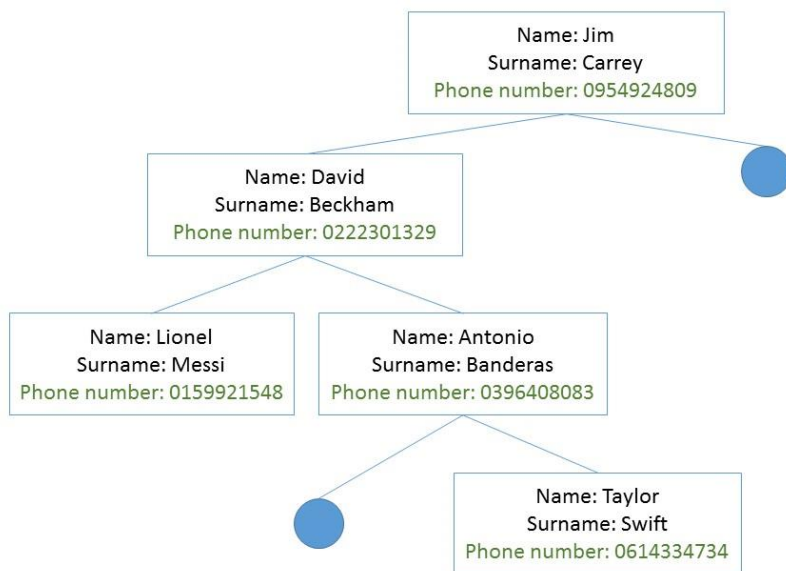 Name: Jim
Surname: Carrey
Phone number: 0954924809
Name: David
Surname: Beckham
Phone number: 0222301329
Name: Lionel
Surname: Messi
Phone number: 0159921548
Name: Antonio
Surname: Banderas
Phone number: 0396408083
Name: Taylor
Surname: Swift
Phone number: 0614334734